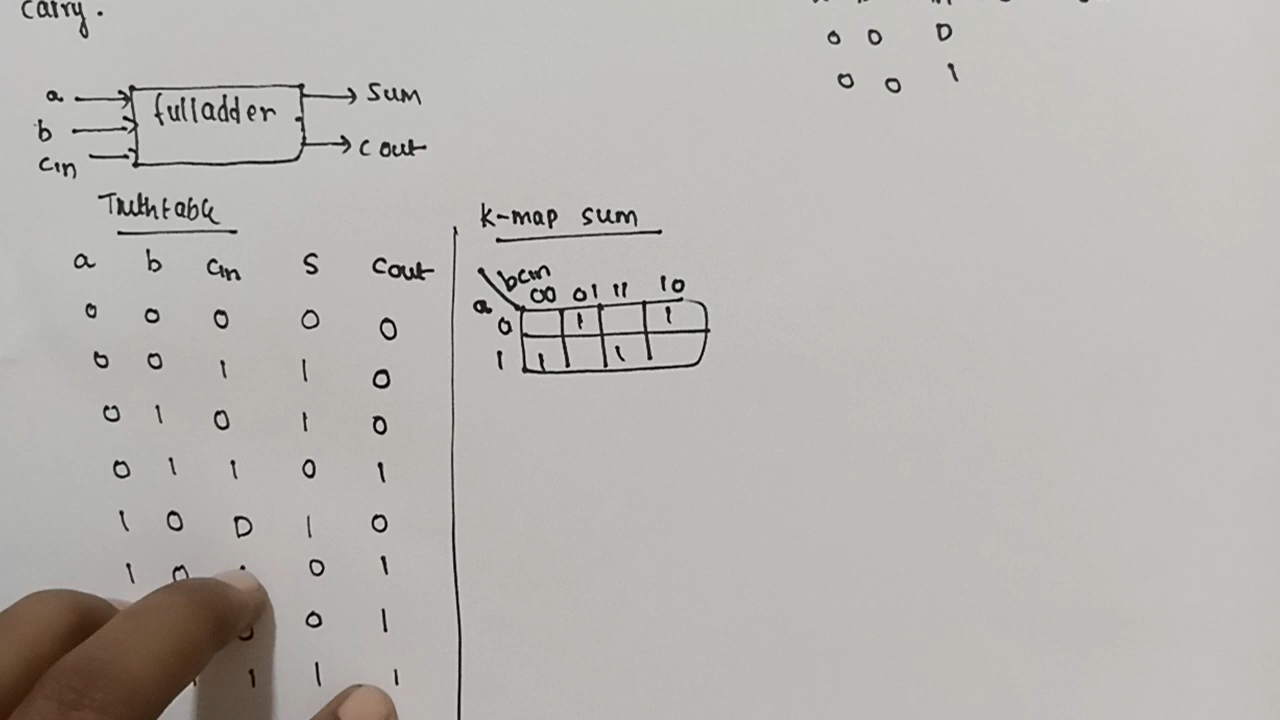 carry.
0 0 0
0 0 1
a fulladder sum
b
cin cout
Truthtable
a b cin s cout
0 0 0 0 0
0 0 1 1 0
0 1 0 1 0
0 1 1 0 1
1 0 0 1 0
1 0 0 1
0 1
1 1 1
k-map sum
bcin
a 00 01 11 10
0 1 1
1 1 1